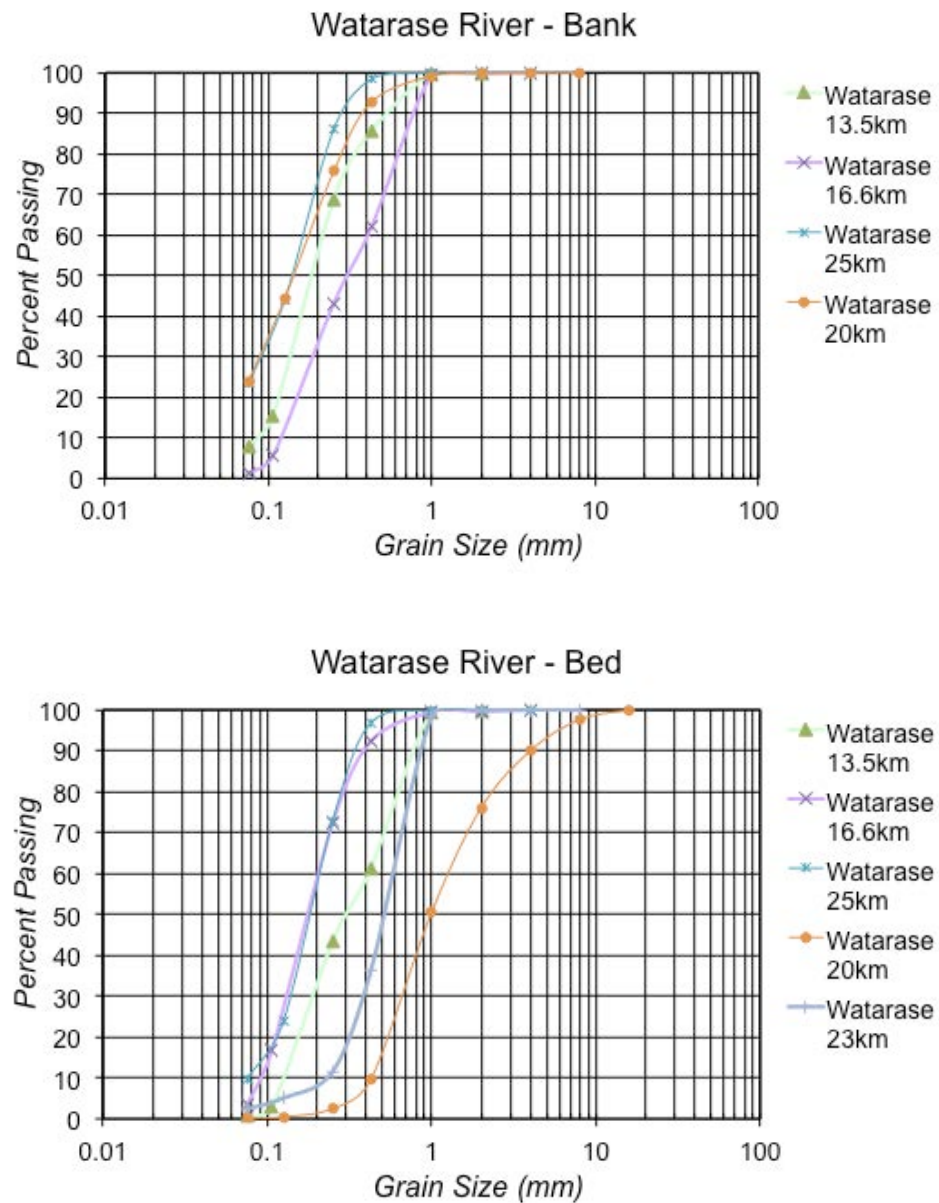 Watarase River - Bank
100
90
80
70
60
50
40
30
20
10
0
Percent Passing
0.01
0.1
1
10
100
Grain Size (mm)
Watarase
13.5km
Watarase
16.6km
Watarase
25km
Watarase
20km
Watarase River - Bed
100
90
80
70
60
50
40
30
20
10
0
Percent Passing
0.01
0.1
1
10
100
Grain Size (mm)
Watarase
13.5km
Watarase
16.6km
Watarase
25km
Watarase
20km
Watarase
23km